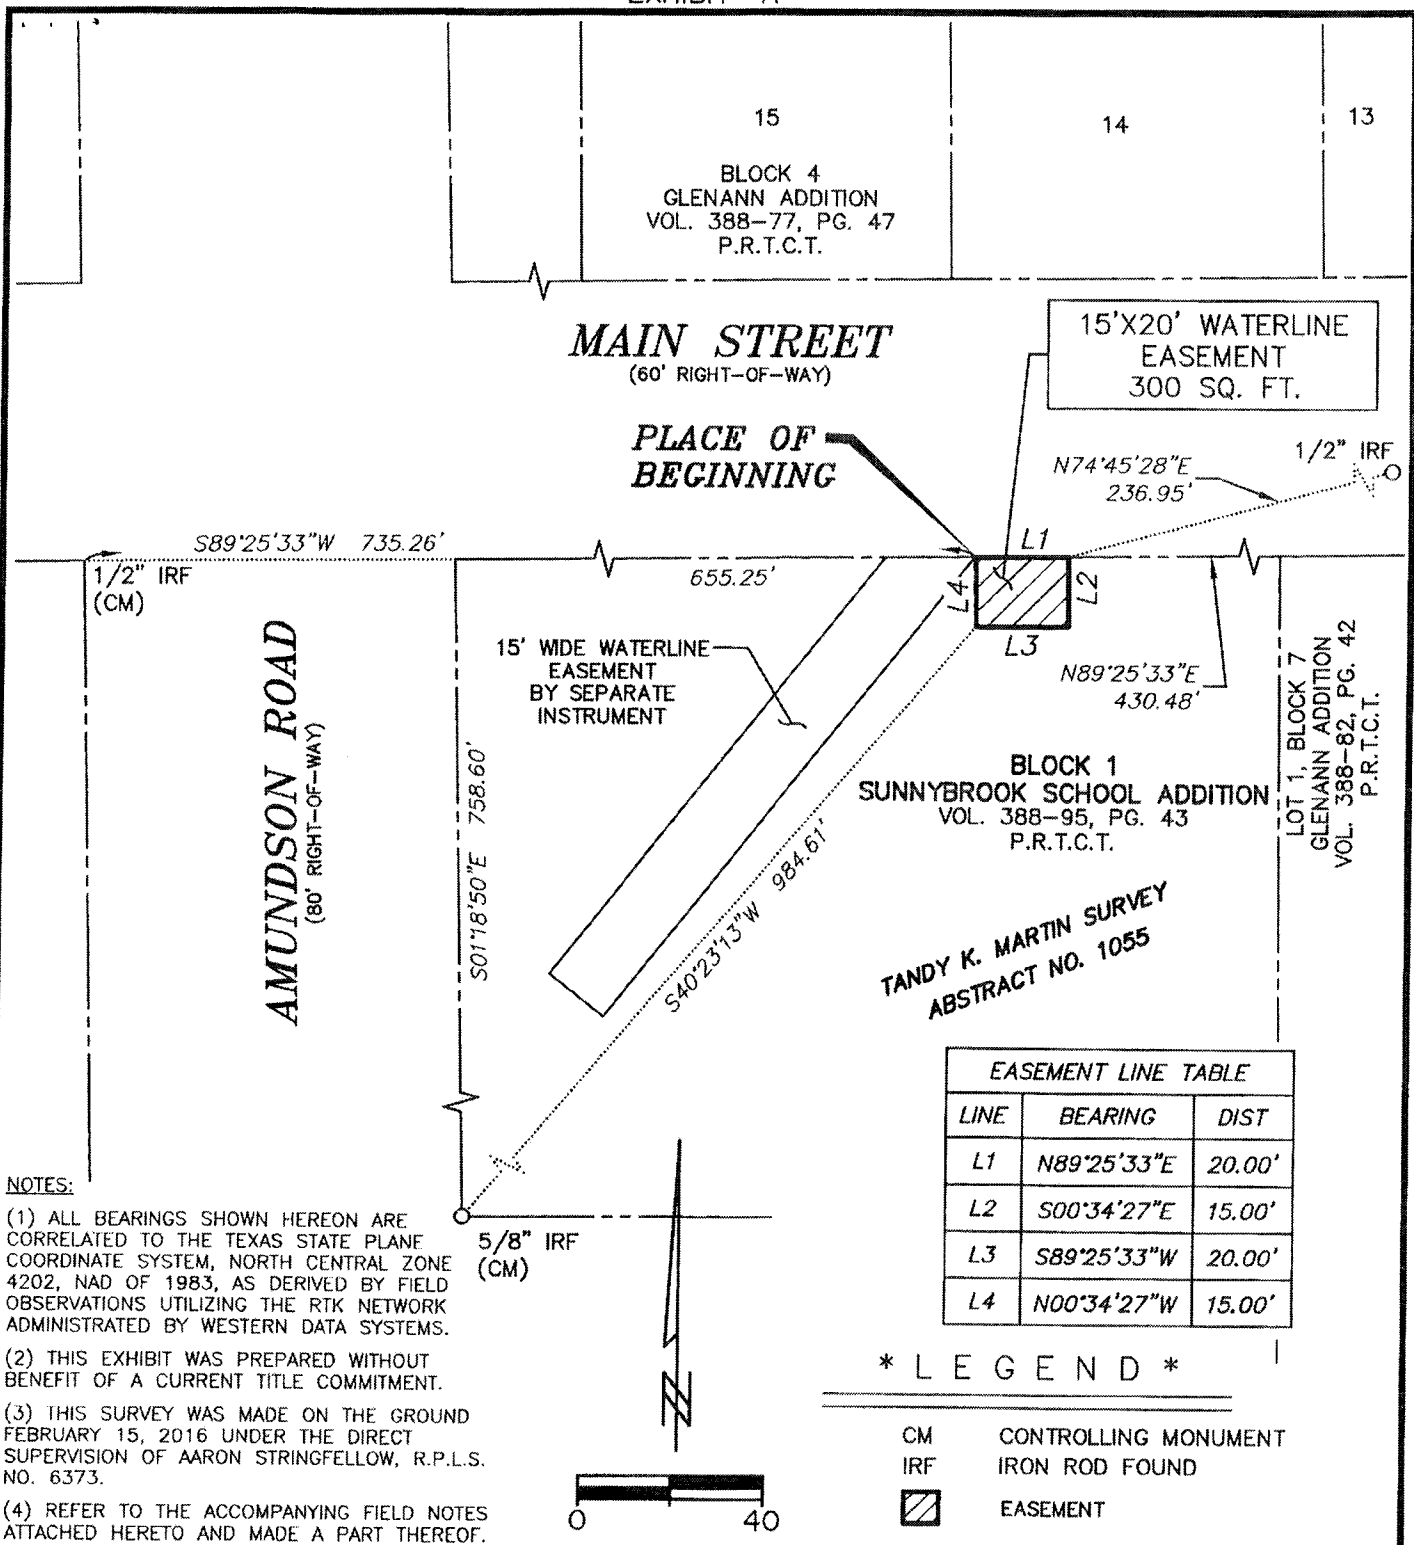 15
14
13
BLOCK 4
GLENANN ADDITION
VOL. 388-77, PG. 47
P.R.T.C.T.
MAIN STREET
(60' RIGHT-OF-WAY)
15'X20' WATERLINE
EASEMENT
300 SQ. FT.
PLACE OF
BEGINNING
N74°45'28"E
236.95'
1/2" IRF
S89°25'33"W 735.26'
1/2" IRF
(CM)
655.25'
L1
L2
L3
L4
N89°25'33"E
430.48'
15' WIDE WATERLINE
EASEMENT
BY SEPARATE
INSTRUMENT
AMUNDSON ROAD
(80' RIGHT-OF-WAY)
S01°18'50"E 758.60'
S40°23'13"W 984.61'
BLOCK 1
SUNNYBROOK SCHOOL ADDITION
VOL. 388-95, PG. 43
P.R.T.C.T.
LOT 1, BLOCK 7
GLENANN ADDITION
VOL. 388-82, PG. 42
P.R.T.C.T.
TANDY K. MARTIN SURVEY
ABSTRACT NO. 1055
EASEMENT LINE TABLE
LINE BEARING DIST
L1 N89°25'33"E 20.00'
L2 S00°34'27"E 15.00'
L3 S89°25'33"W 20.00'
L4 N00°34'27"W 15.00'
5/8" IRF
(CM)
NOTES:
(1) ALL BEARINGS SHOWN HEREON ARE
CORRELATED TO THE TEXAS STATE PLANE
COORDINATE SYSTEM, NORTH CENTRAL ZONE
4202, NAD OF 1983, AS DERIVED BY FIELD
OBSERVATIONS UTILIZING THE RTK NETWORK
ADMINISTRATED BY WESTERN DATA SYSTEMS.
(2) THIS EXHIBIT WAS PREPARED WITHOUT
BENEFIT OF A CURRENT TITLE COMMITMENT.
(3) THIS SURVEY WAS MADE ON THE GROUND
FEBRUARY 15, 2016 UNDER THE DIRECT
SUPERVISION OF AARON STRINGFELLOW, R.P.L.S.
NO. 6373.
(4) REFER TO THE ACCOMPANYING FIELD NOTES
ATTACHED HERETO AND MADE A PART THEREOF.
N
0 40
* L E G E N D *
CM CONTROLLING MONUMENT
IRF IRON ROD FOUND
EASEMENT